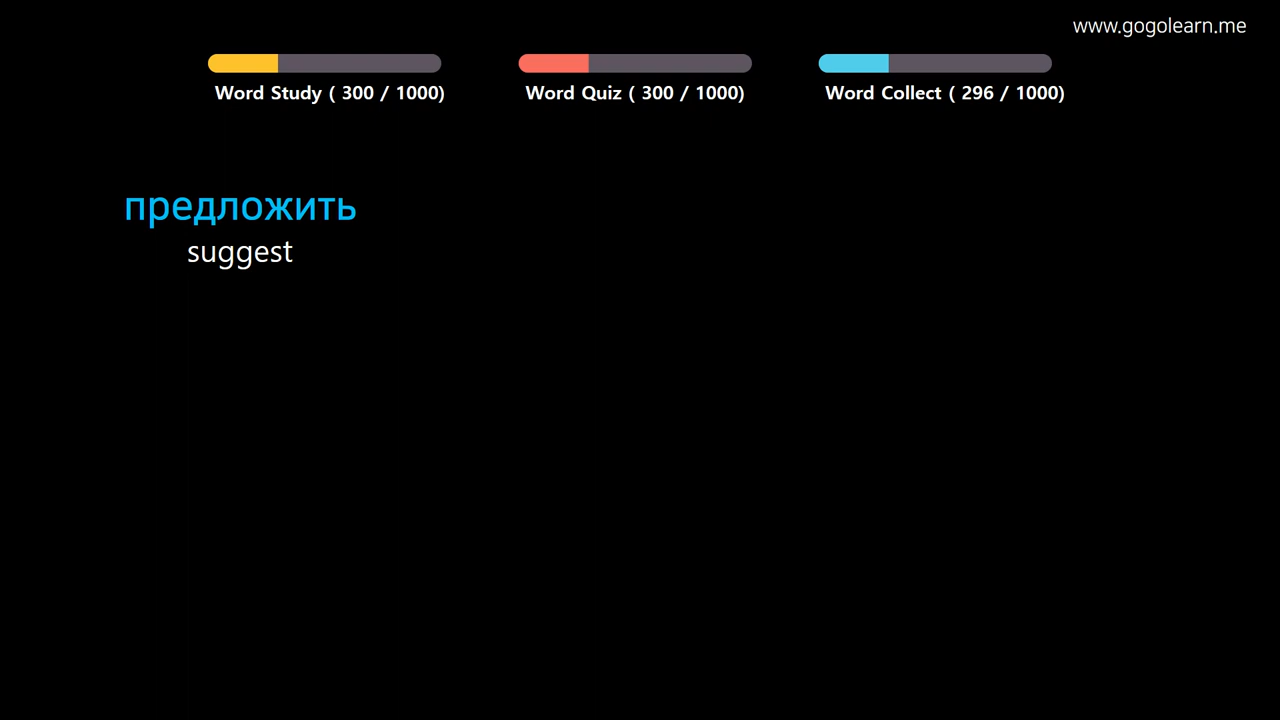 www.gogolearn.me
Word Study ( 300 / 1000)
Word Quiz ( 300 / 1000)
Word Collect ( 296 / 1000)
предложить
suggest